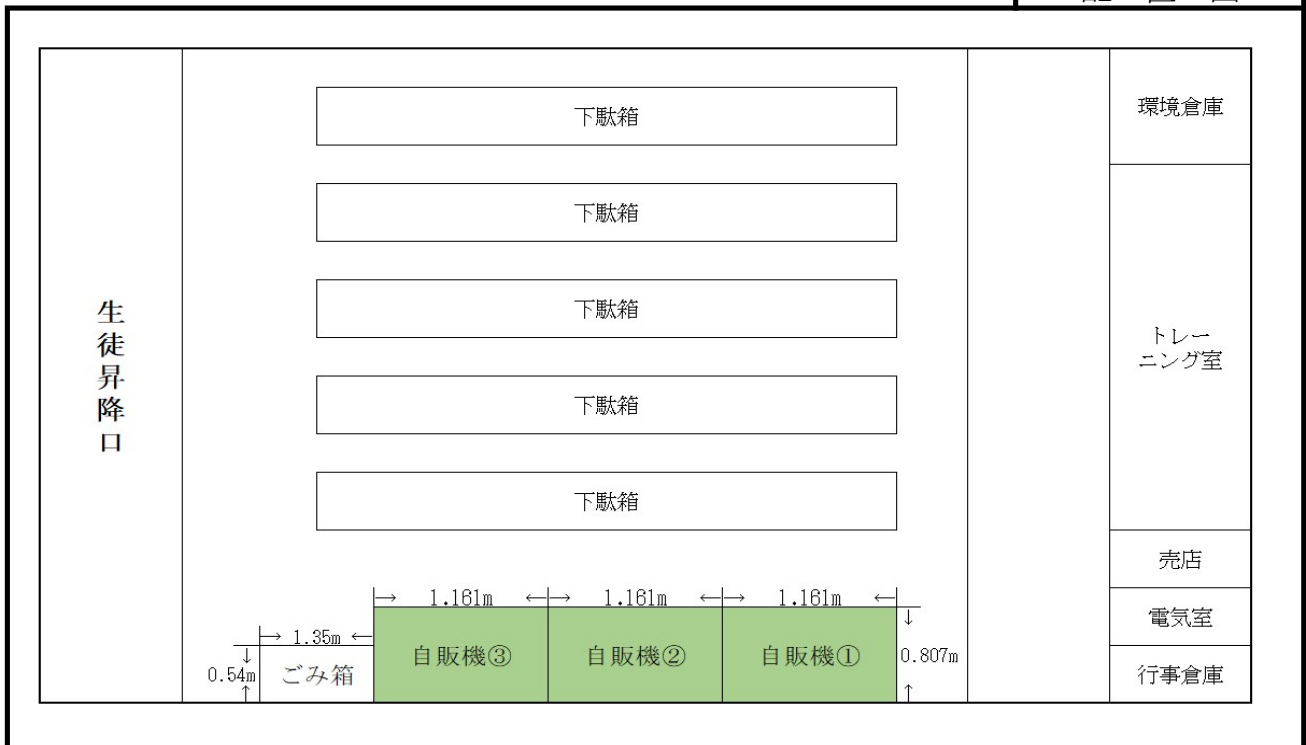 環境倉庫
下駄箱
下駄箱
下駄箱
下駄箱
下駄箱
生徒昇降口
トレー
ニング室
売店
電気室
行事倉庫
→ 1.161m ←→ 1.161m ←→ 1.161m ←
→ 1.35m ←
↓
0.54m
↑
ごみ箱
自販機③
自販機②
自販機①
↓
0.807m
↑